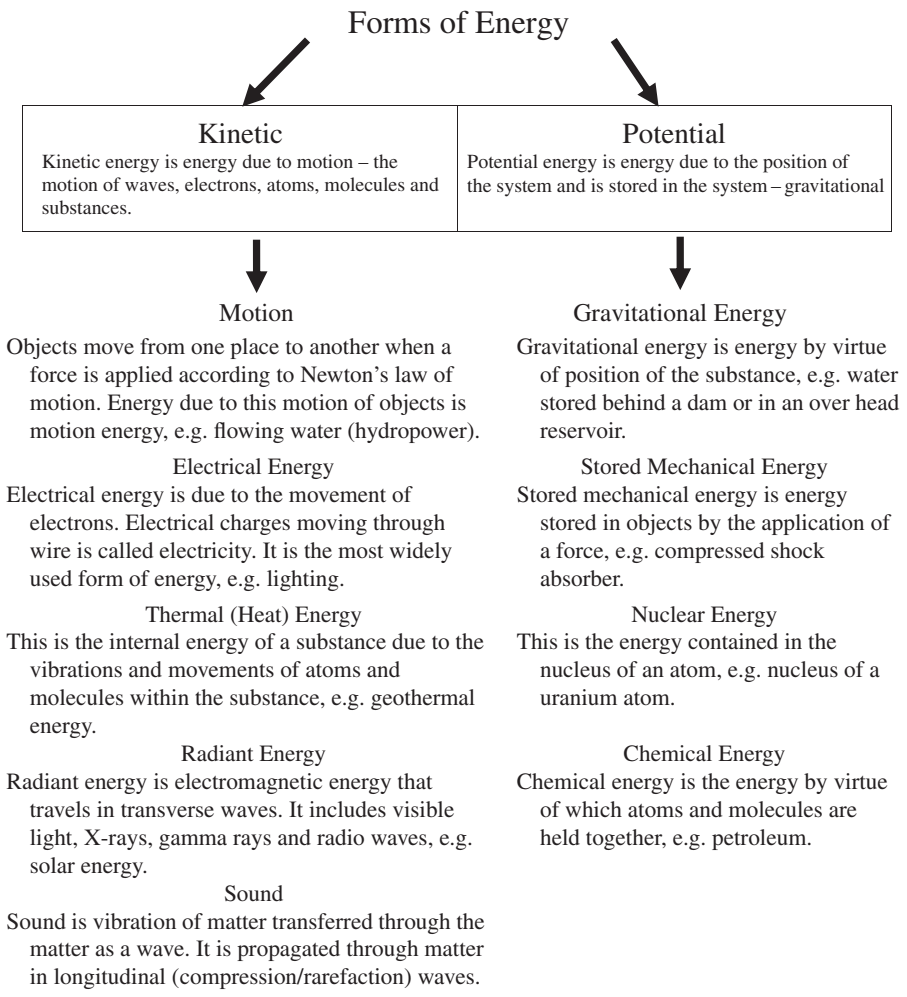 Forms of Energy
Kinetic
Kinetic energy is energy due to motion – the
motion of waves, electrons, atoms, molecules and
substances.
Potential
Potential energy is energy due to the position of
the system and is stored in the system – gravitational
Motion
Objects move from one place to another when a
force is applied according to Newton's law of
motion. Energy due to this motion of objects is
motion energy, e.g. flowing water (hydropower).
Electrical Energy
Electrical energy is due to the movement of
electrons. Electrical charges moving through
wire is called electricity. It is the most widely
used form of energy, e.g. lighting.
Thermal (Heat) Energy
This is the internal energy of a substance due to the
vibrations and movements of atoms and
molecules within the substance, e.g. geothermal
energy.
Radiant Energy
Radiant energy is electromagnetic energy that
travels in transverse waves. It includes visible
light, X-rays, gamma rays and radio waves, e.g.
solar energy.
Sound
Sound is vibration of matter transferred through the
matter as a wave. It is propagated through matter
in longitudinal (compression/rarefaction) waves.
Gravitational Energy
Gravitational energy is energy by virtue
of position of the substance, e.g. water
stored behind a dam or in an over head
reservoir.
Stored Mechanical Energy
Stored mechanical energy is energy
stored in objects by the application of
a force, e.g. compressed shock
absorber.
Nuclear Energy
This is the energy contained in the
nucleus of an atom, e.g. nucleus of a
uranium atom.
Chemical Energy
Chemical energy is the energy by virtue
of which atoms and molecules are
held together, e.g. petroleum.